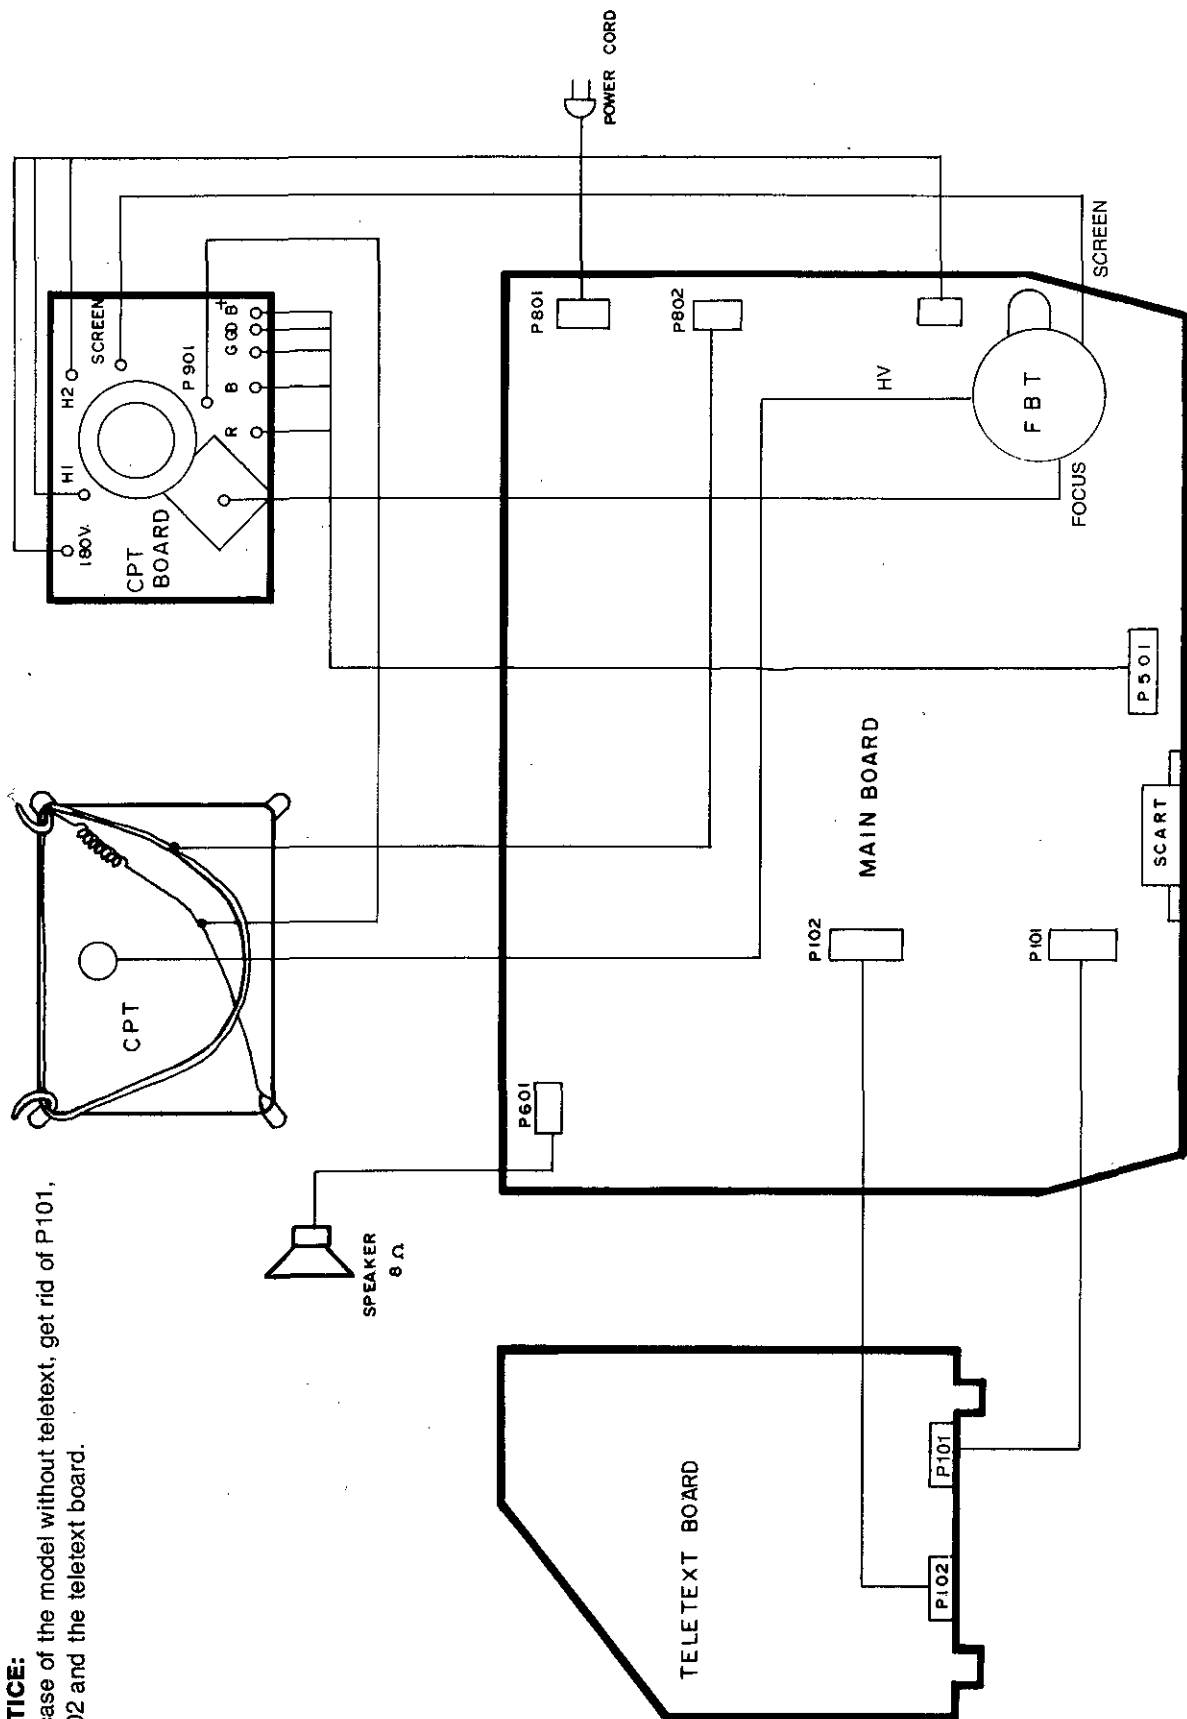 TICE:
ase of the model without teletext, get rid of P101,
02 and the teletext board.
CPT
180V.
H1
H2
SCREEN
CPT
BOARD
P901
R
B
G
GD
B+
POWER CORD
SPEAKER
8 Ω
P601
P801
P802
HV
FBT
SCREEN
FOCUS
MAIN BOARD
P102
P101
SCART
P501
TELETEXT BOARD
P102
P101